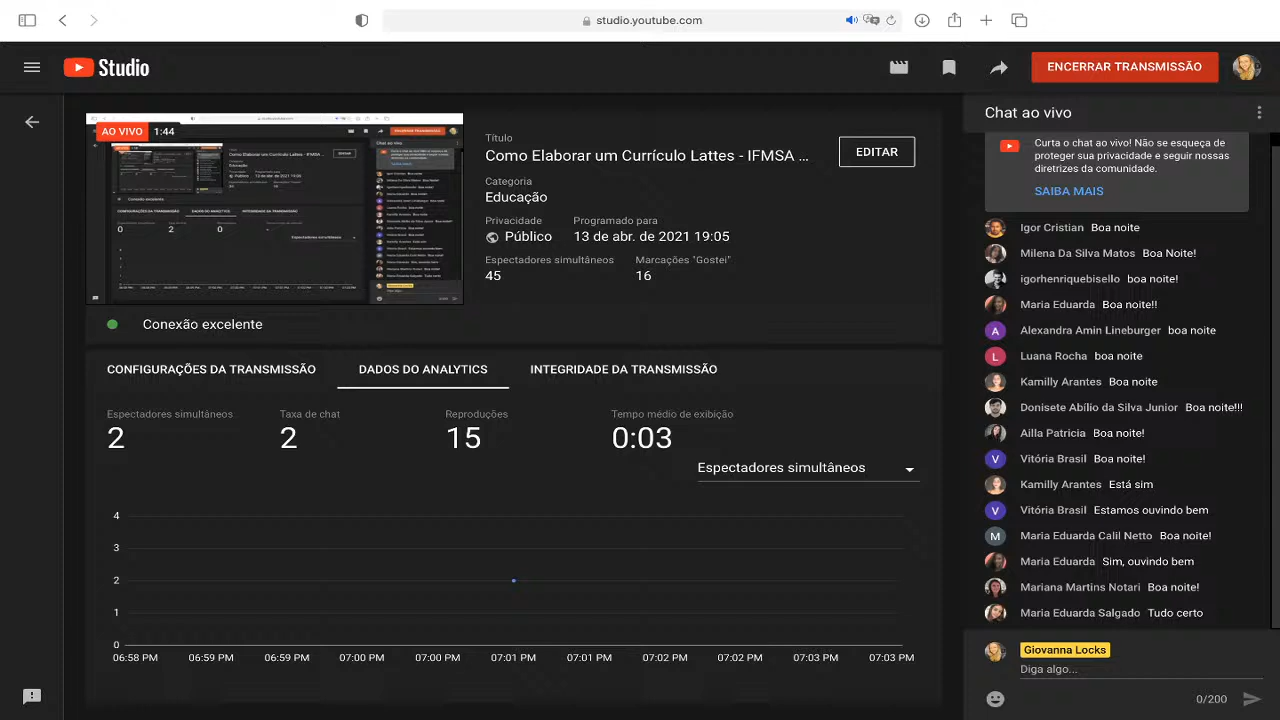 studio.youtube.com
Studio
ENCERRAR TRANSMISSÃO
AO VIVO 1:44
Título
Como Elaborar um Currículo Lattes - IFMSA ...
EDITAR
Categoria
Educação
Privacidade
Público
Programado para
13 de abr. de 2021 19:05
Espectadores simultâneos
45
Marcações "Gostei"
16
Conexão excelente
CONFIGURAÇÕES DA TRANSMISSÃO
DADOS DO ANALYTICS
INTEGRIDADE DA TRANSMISSÃO
Espectadores simultâneos
2
Taxa de chat
2
Reproduções
15
Tempo médio de exibição
0:03
Espectadores simultâneos
4
3
2
1
0
06:58 PM 06:59 PM 06:59 PM 07:00 PM 07:00 PM 07:01 PM 07:01 PM 07:02 PM 07:02 PM 07:03 PM 07:03 PM
Chat ao vivo
Curta o chat ao vivo! Não se esqueça de
proteger sua privacidade e seguir nossas
diretrizes da comunidade.
SAIBA MAIS
Igor Cristian boa noite
Milena Da Silva Matos Boa Noite!
igorhenriquebrello boa noite!
Maria Eduarda Boa noite!!
A Alexandra Amin Lineburger boa noite
L Luana Rocha boa noite
Kamilly Arantes Boa noite
Donisete Abílio da Silva Junior Boa noite!!!
Ailla Patricia Boa noite!
V Vitória Brasil Boa noite!
Kamilly Arantes Está sim
V Vitória Brasil Estamos ouvindo bem
M Maria Eduarda Calil Netto Boa noite!
Maria Eduarda Sim, ouvindo bem
Mariana Martins Notari Boa noite!
Maria Eduarda Salgado Tudo certo
Giovanna Locks
Diga algo...
0/200